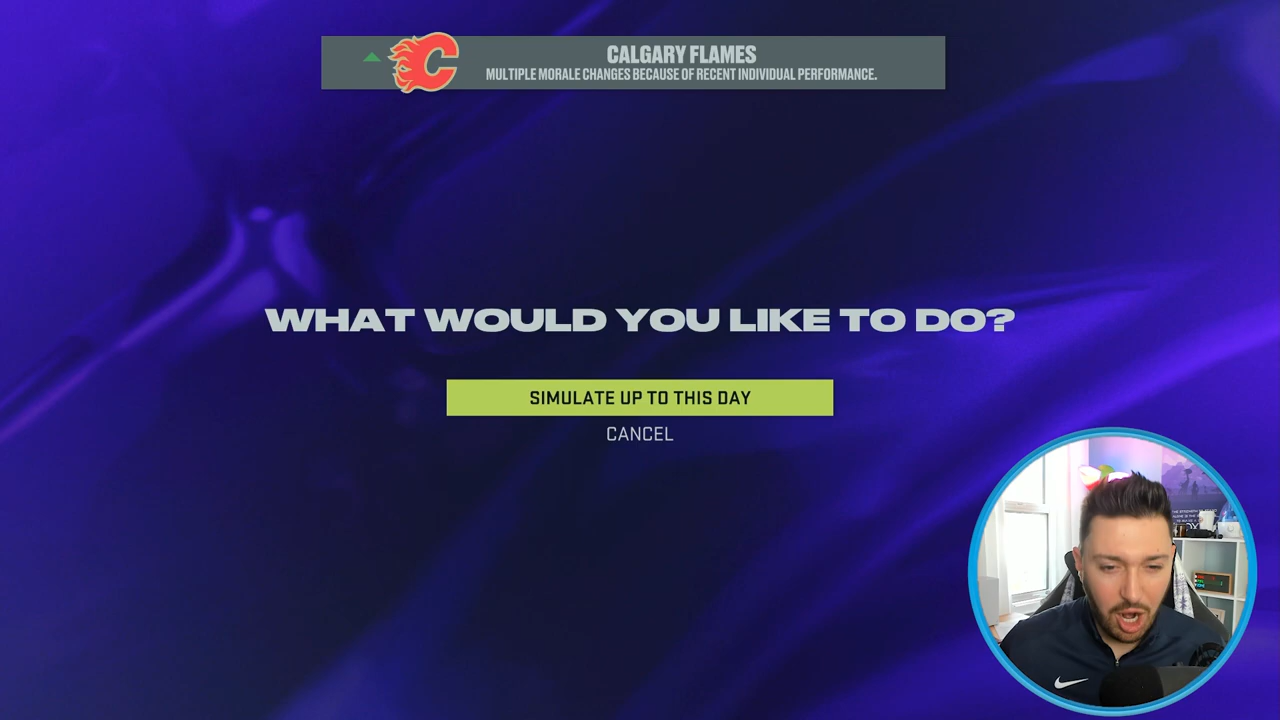 CALGARY FLAMES
MULTIPLE MORALE CHANGES BECAUSE OF RECENT INDIVIDUAL PERFORMANCE.
WHAT WOULD YOU LIKE TO DO?
SIMULATE UP TO THIS DAY
CANCEL